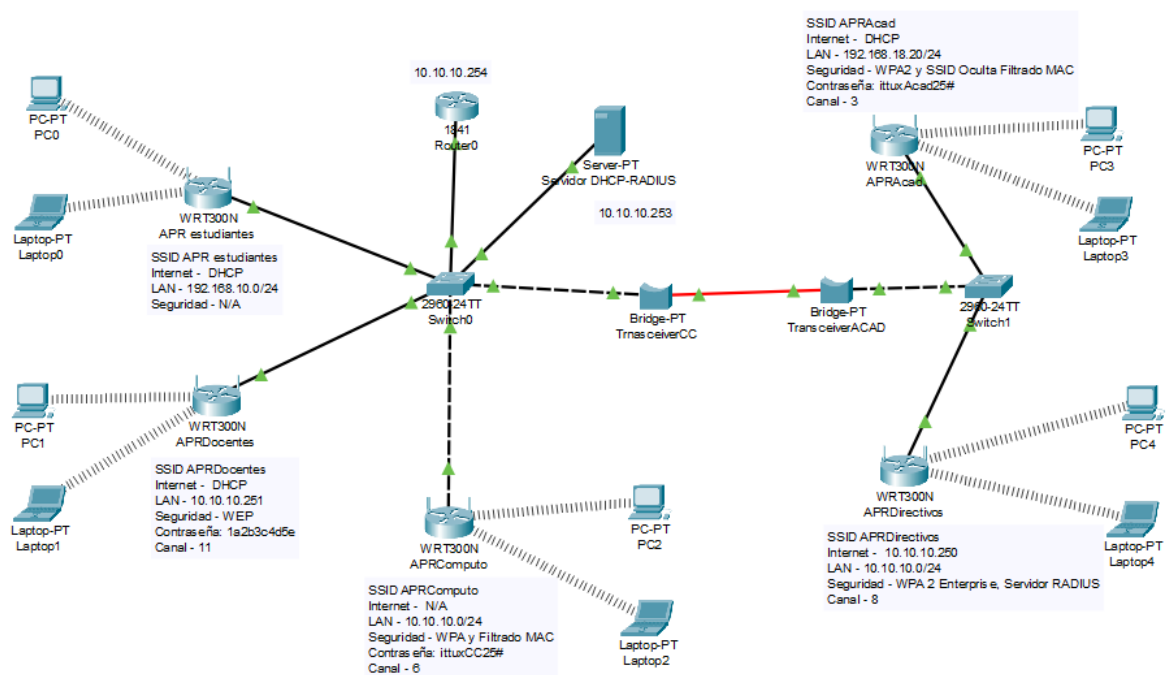 SSID APRAcad
Internet - DHCP
LAN - 192.168.18.20/24
Seguridad - WPA2 y SSID Oculta Filtrado MAC
Contraseña: ittuxAcad25#
Canal - 3
10.10.10.254
1841
Router0
PC-PT
PC0
Server-PT
Servidor DHCP-RADIUS
10.10.10.253
WRT300N
APRAcad
PC-PT
PC3
Laptop-PT
Laptop3
Laptop-PT
Laptop0
WRT300N
APR estudiantes
SSID APR estudiantes
Internet - DHCP
LAN - 192.168.10.0/24
Seguridad - N/A
2960-24TT
Switch0
Bridge-PT
TrnasceiverCC
Bridge-PT
TransceiverACAD
2960-24TT
Switch1
PC-PT
PC1
WRT300N
APRDocentes
SSID APRDocentes
Internet - DHCP
LAN - 10.10.10.251
Seguridad - WEP
Contraseña: 1a2b3c4d5e
Canal - 11
Laptop-PT
Laptop1
WRT300N
APRComputo
SSID APRComputo
Internet - N/A
LAN - 10.10.10.0/24
Seguridad - WPA y Filtrado MAC
Contraseña: ittuxCC25#
Canal - 6
PC-PT
PC2
Laptop-PT
Laptop2
PC-PT
PC4
WRT300N
APRDirectivos
SSID APRDirectivos
Internet - 10.10.10.250
LAN - 10.10.10.0/24
Seguridad - WPA 2 Enterprise, Servidor RADIUS
Canal - 8
Laptop-PT
Laptop4